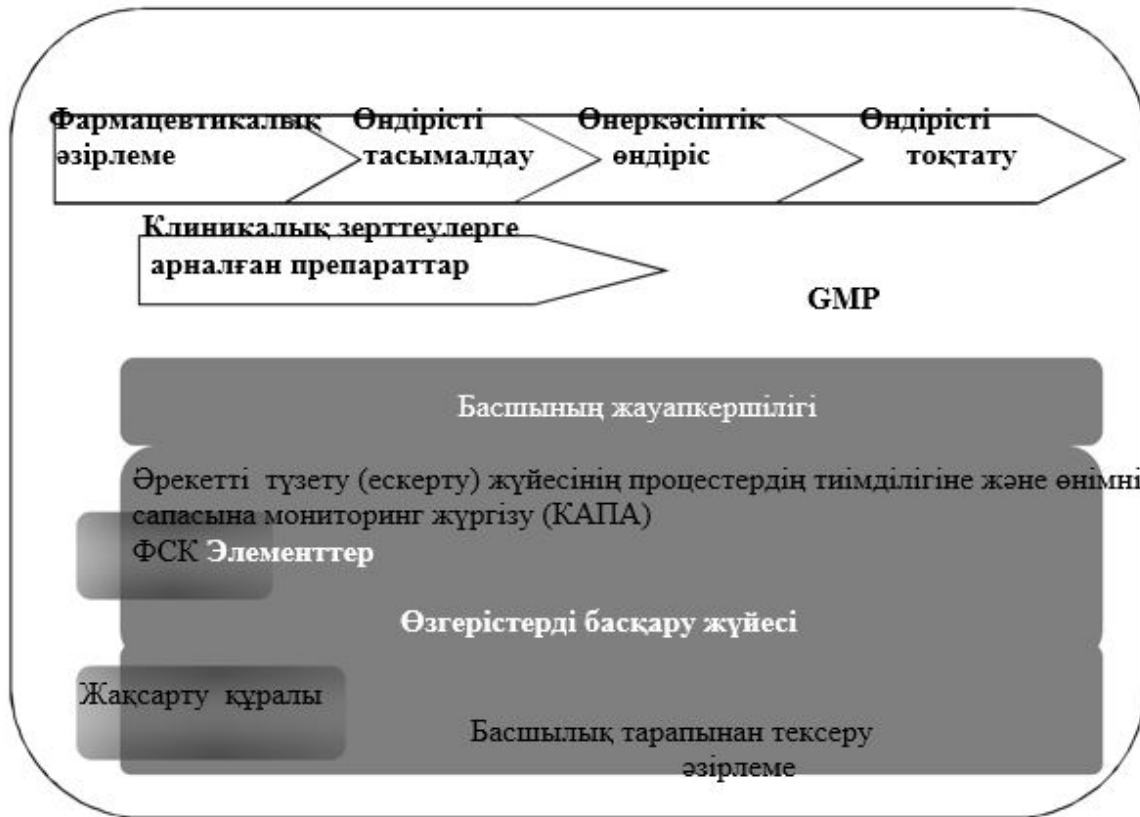 Фармацевтикалық Өндірісті Өнеркәсіптік Өндірісті
әзірлеме тасымалдау өндіріс тоқтату
Клиникалық зерттеулерге
арналған препараттар
GMP
Басшының жауапкершілігі
Әрекетті түзету (ескерту) жүйесінің процестердің тиімділігіне және өнімні
сапасына мониторинг жүргізу (КАПА)
ФСК Элементтер
Өзгерістерді басқару жүйесі
Жақсарту құралы
Басшылық тарапынан тексеру
әзірлеме